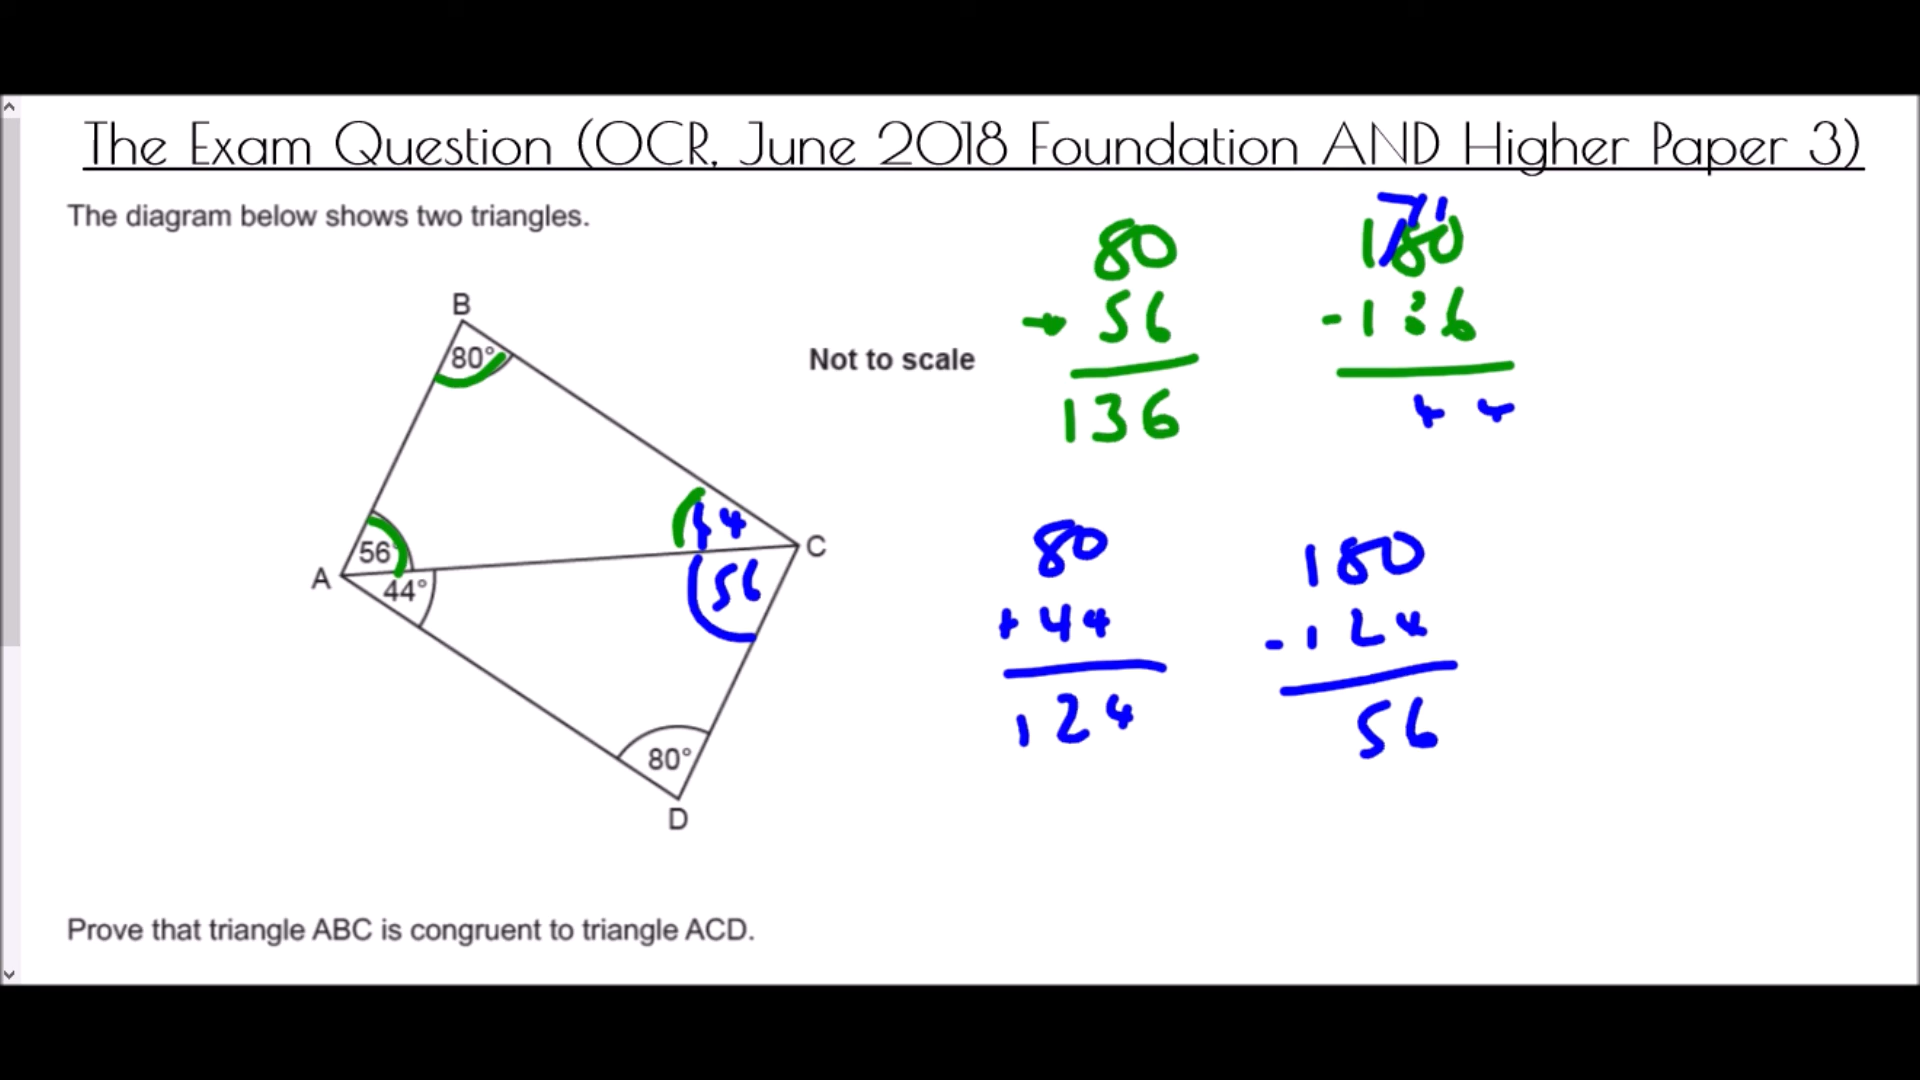 The Exam Question (OCR, June 2018 Foundation AND Higher Paper 3)
The diagram below shows two triangles.
B
80°
Not to scale
56°
A
44°
44
56
C
80°
D
80
+ 56
136
7 1
180
- 136
44
80
+ 44
124
180
- 124
56
Prove that triangle ABC is congruent to triangle ACD.